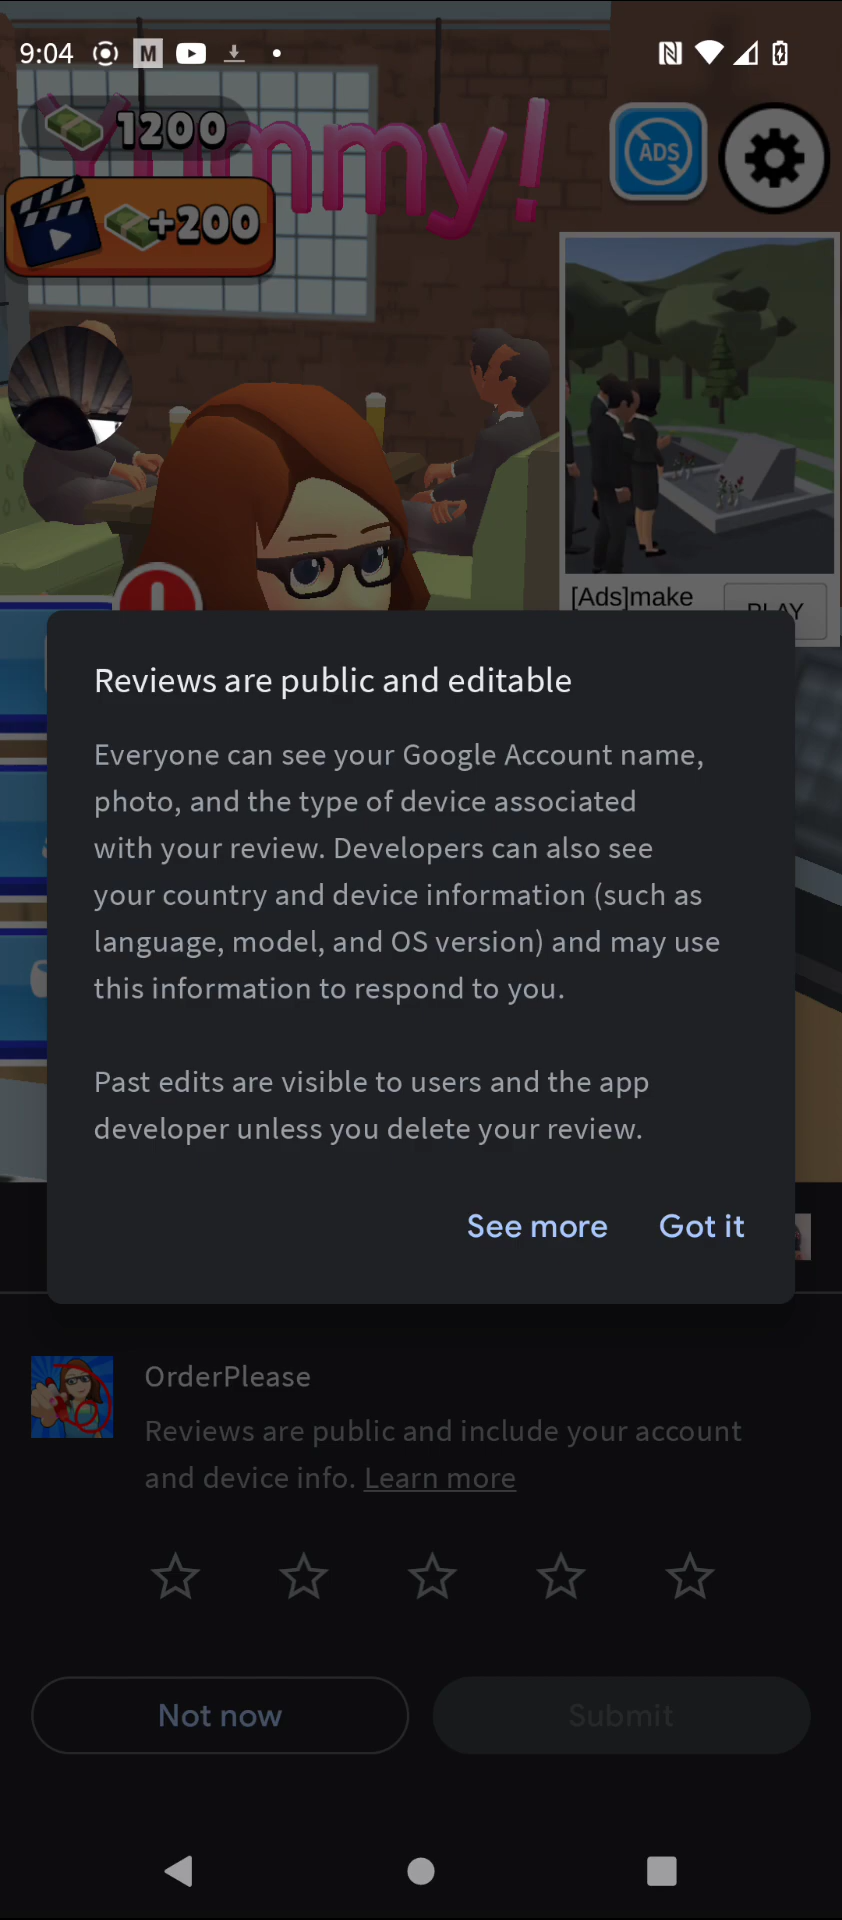 9:04
M
1200
Yummy!
ADS
+200
[Ads]make
PLAY
Reviews are public and editable
Everyone can see your Google Account name,
photo, and the type of device associated
with your review. Developers can also see
your country and device information (such as
language, model, and OS version) and may use
this information to respond to you.
Past edits are visible to users and the app
developer unless you delete your review.
See more
Got it
OrderPlease
Reviews are public and include your account
and device info. Learn more
Not now
Submit